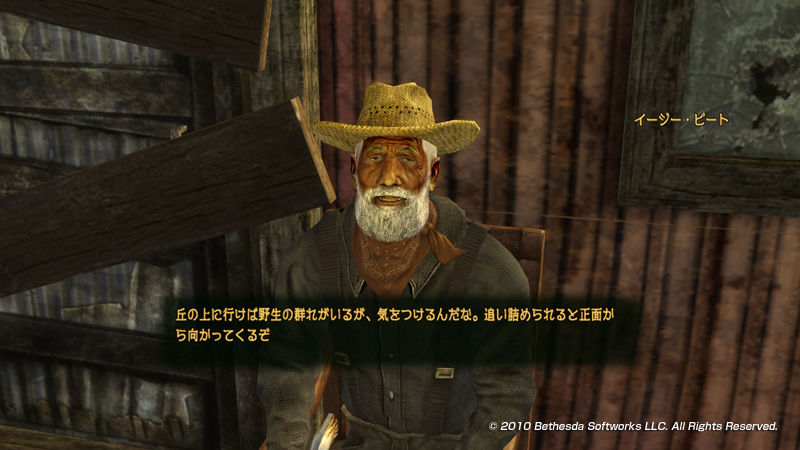 イージー・ピート
丘の上に行けば野生の群れがいるが、気をつけるんだな。追い詰められると正面か
ら向かってくるぞ
© 2010 Bethesda Softworks LLC. All Rights Reserved.